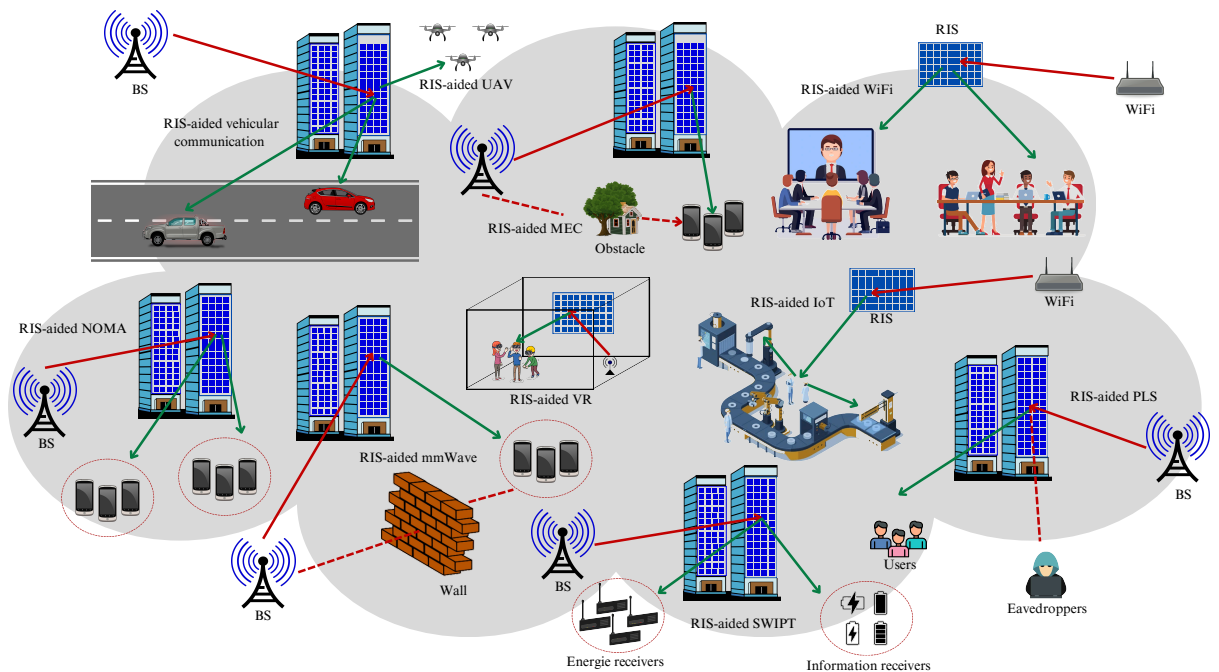 RIS
BS
RIS-aided UAV
RIS-aided WiFi
WiFi
RIS-aided vehicular
communication
RIS-aided MEC
Obstacle
RIS-aided IoT
WiFi
RIS
RIS-aided NOMA
RIS-aided VR
RIS-aided PLS
BS
RIS-aided mmWave
BS
BS
Wall
BS
Users
Eavedroppers
RIS-aided SWIPT
Energie receivers
Information receivers